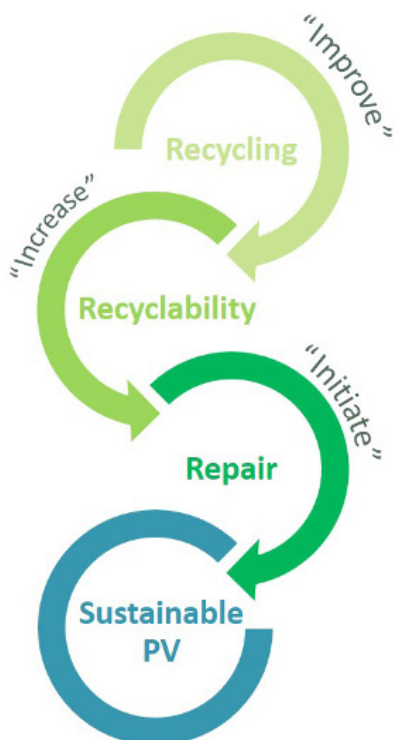 “Improve”
Recycling
“Increase”
Recyclability
“Initiate”
Repair
Sustainable
PV